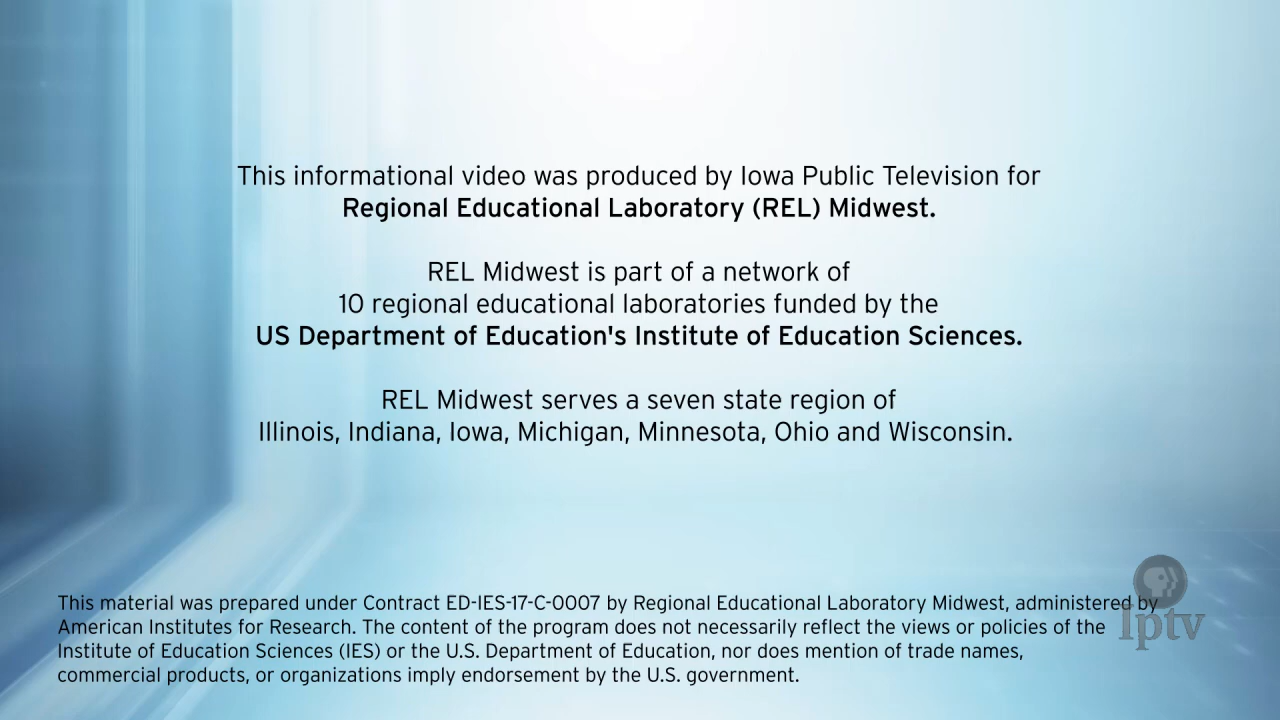 This informational video was produced by Iowa Public Television for
Regional Educational Laboratory (REL) Midwest.
REL Midwest is part of a network of
10 regional educational laboratories funded by the
US Department of Education's Institute of Education Sciences.
REL Midwest serves a seven state region of
Illinois, Indiana, Iowa, Michigan, Minnesota, Ohio and Wisconsin.
This material was prepared under Contract ED-IES-17-C-0007 by Regional Educational Laboratory Midwest, administered by
American Institutes for Research. The content of the program does not necessarily reflect the views or policies of the
Institute of Education Sciences (IES) or the U.S. Department of Education, nor does mention of trade names,
commercial products, or organizations imply endorsement by the U.S. government.
iptv